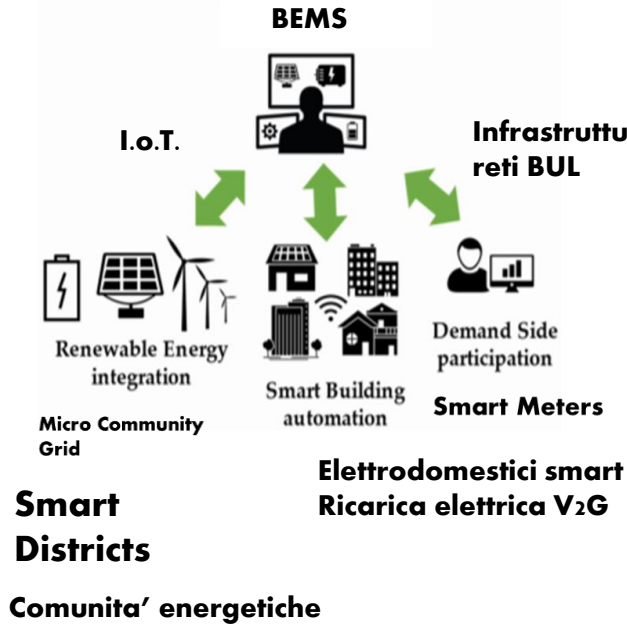 BEMS
I.o.T.
Infrastruttu
reti BUL
Renewable Energy
integration
Smart Building
automation
Demand Side
participation
Micro Community
Grid
Smart Meters
Elettrodomestici smart
Ricarica elettrica V2G
Smart
Districts
Comunita’ energetiche